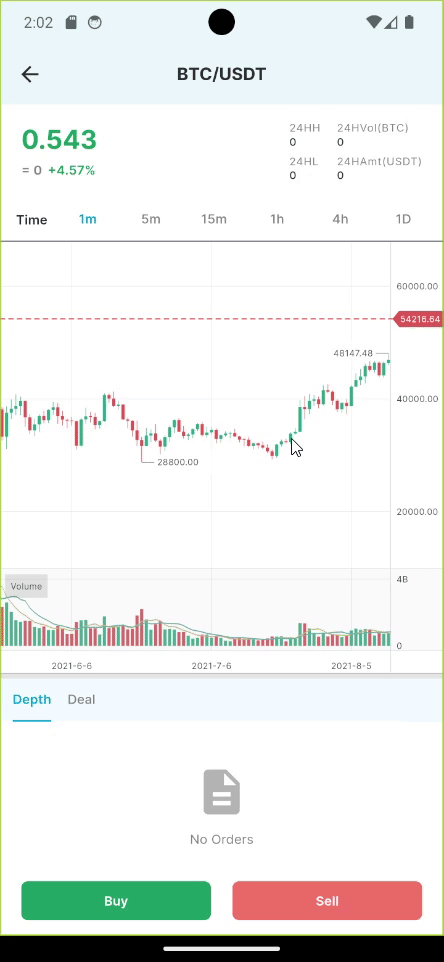 2:02
BTC/USDT
0.543
= 0 +4.57%
24HH 24HVol(BTC)
0 0
24HL 24HAmt(USDT)
0 0
Time 1m 5m 15m 1h 4h 1D
60000.00
54216.64
48147.48
40000.00
28800.00
20000.00
Volume
4B
0
2021-6-6 2021-7-6 2021-8-5
Depth Deal
No Orders
Buy Sell